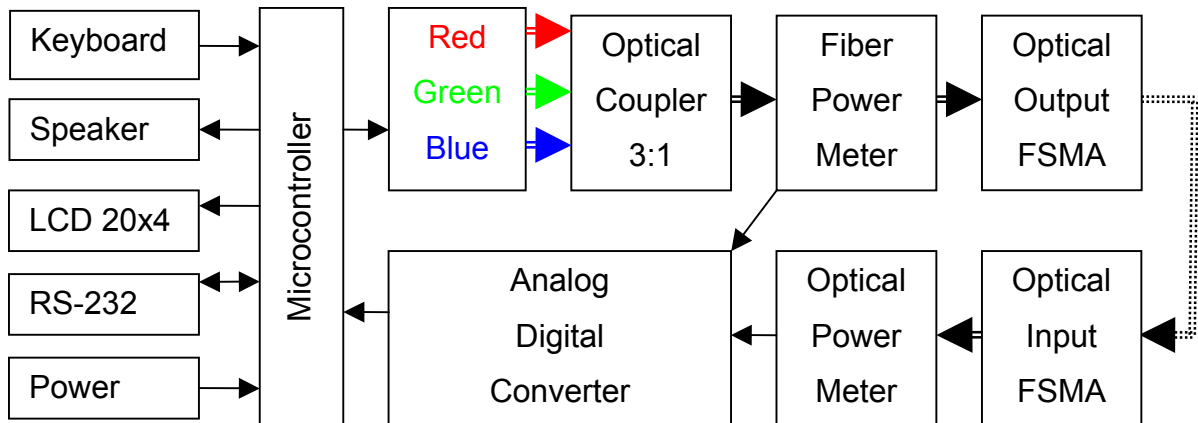 Keyboard
Speaker
LCD 20x4
RS-232
Power
Microcontroller
Red
Green
Blue
Optical
Coupler
3:1
Fiber
Power
Meter
Optical
Output
FSMA
Analog
Digital
Converter
Optical
Power
Meter
Optical
Input
FSMA